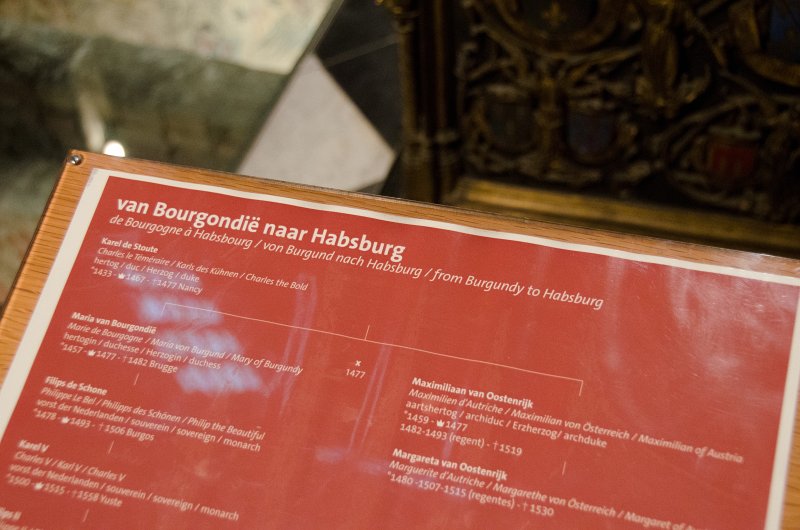 van Bourgondië naar Habsburg
de Bourgogne à Habsbourg / von Burgund nach Habsburg / from Burgundy to Habsburg
Karel de Stoute
Charles le Téméraire / Karls des Kühnen / Charles the Bold
hertog / duc / Herzog / duke
°1433 - 1467 - †1477 Nancy
Maria van Bourgondië
Marie de Bourgogne / Maria von Burgund / Mary of Burgundy
hertogin / duchesse / Herzogin / duchess
°1457 - 1477 - †1482 Brugge
x
1477
Maximiliaan van Oostenrijk
Maximilien d'Autriche / Maximilian von Österreich / Maximilian of Austria
aartshertog / archiduc / Erzherzog / archduke
°1459 - 1477
1482-1493 (regent) - †1519
Filips de Schone
Philippe Le Bel / Philipps des Schönen / Philip the Beautiful
vorst der Nederlanden / souverein / sovereign / monarch
°1478 - 1493 - †1506 Burgos
Margareta van Oostenrijk
Marguerite d'Autriche / Margarethe von Österreich / Margaret of
°1480 -1507-1515 (regentes) - †1530
Karel V
Charles V / Karl V / Charles V
vorst der Nederlanden / souverein / sovereign / monarch
°1500 - 1515 - †1558 Yuste
II